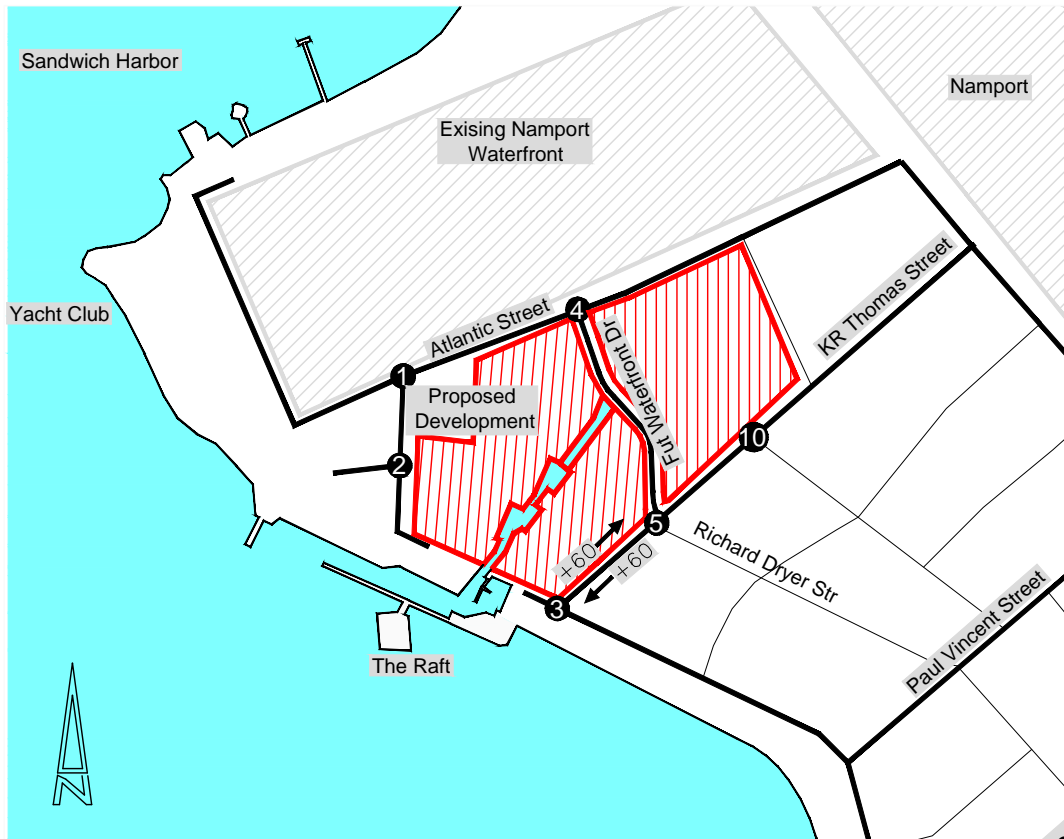 Sandwich Harbor
Namport
Exising Namport
Waterfront
KR Thomas Street
Yacht Club
Atlantic Street
4
Fut Waterfront Dr
1
Proposed
Development
10
2
5
Richard Dryer Str
+60
+60
3
Paul Vincent Street
The Raft
N